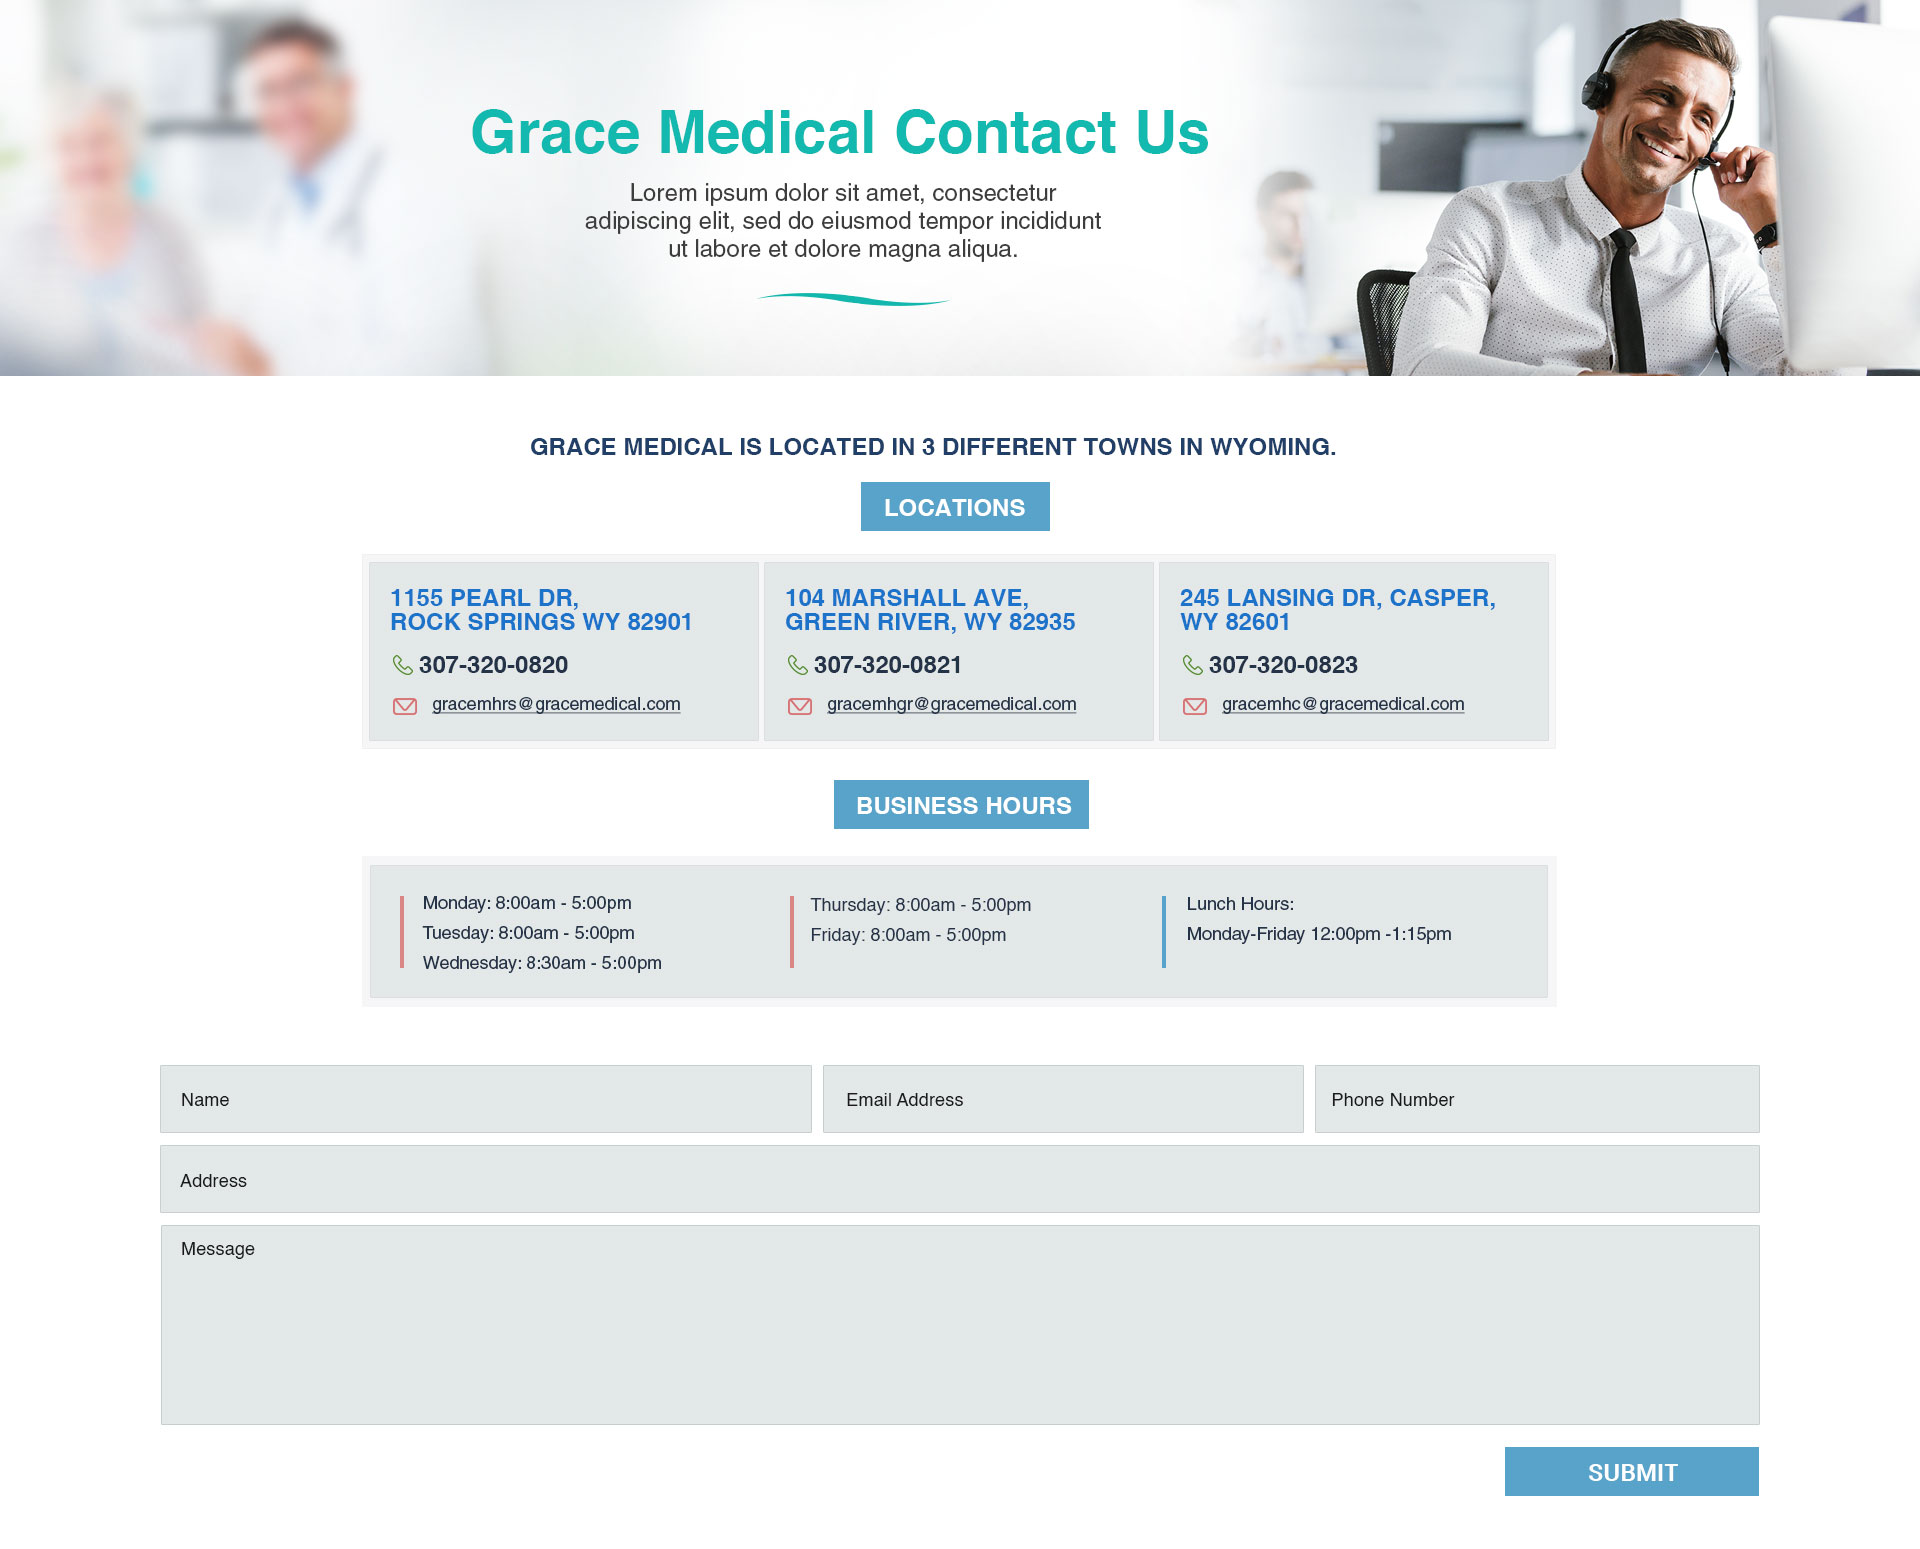 Grace Medical Contact Us
Lorem ipsum dolor sit amet, consectetur
adipiscing elit, sed do eiusmod tempor incididunt
ut labore et dolore magna aliqua.
GRACE MEDICAL IS LOCATED IN 3 DIFFERENT TOWNS IN WYOMING.
LOCATIONS
1155 PEARL DR,
ROCK SPRINGS WY 82901
307-320-0820
gracemhrs@gracemedical.com
104 MARSHALL AVE,
GREEN RIVER, WY 82935
307-320-0821
gracemhgr@gracemedical.com
245 LANSING DR, CASPER,
WY 82601
307-320-0823
gracemhc@gracemedical.com
BUSINESS HOURS
Monday: 8:00am - 5:00pm
Tuesday: 8:00am - 5:00pm
Wednesday: 8:30am - 5:00pm
Thursday: 8:00am - 5:00pm
Friday: 8:00am - 5:00pm
Lunch Hours:
Monday-Friday 12:00pm -1:15pm
Name
Email Address
Phone Number
Address
Message
SUBMIT